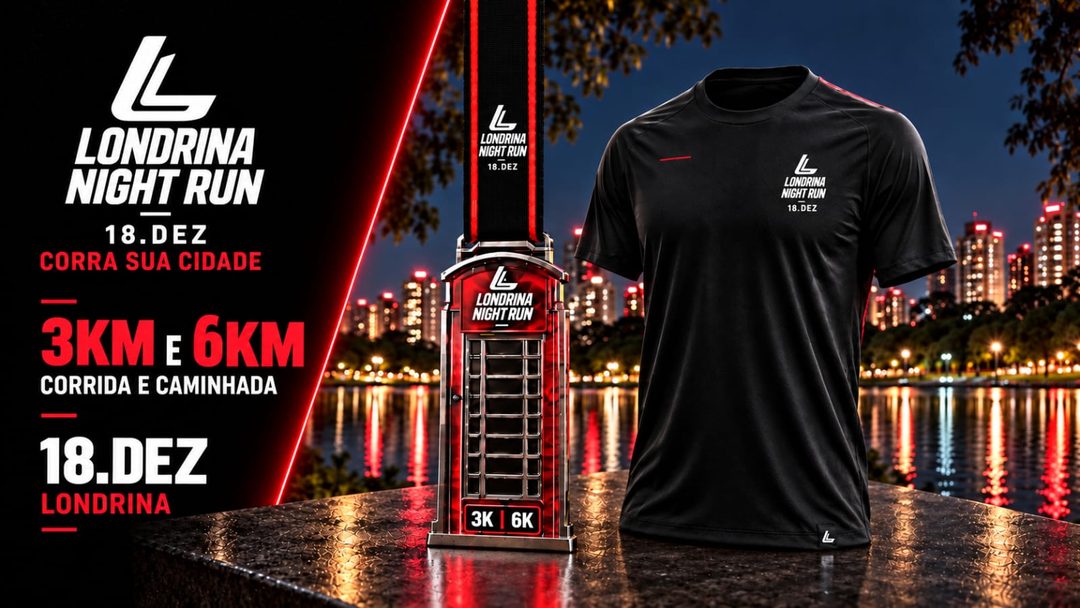 LONDRINA
NIGHT RUN
18.DEZ
CORRA SUA CIDADE
3KM E 6KM
CORRIDA E CAMINHADA
18.DEZ
LONDRINA
LONDRINA
NIGHT RUN
18.DEZ
LONDRINA
NIGHT RUN
3K | 6K
LONDRINA
NIGHT RUN
18.DEZ